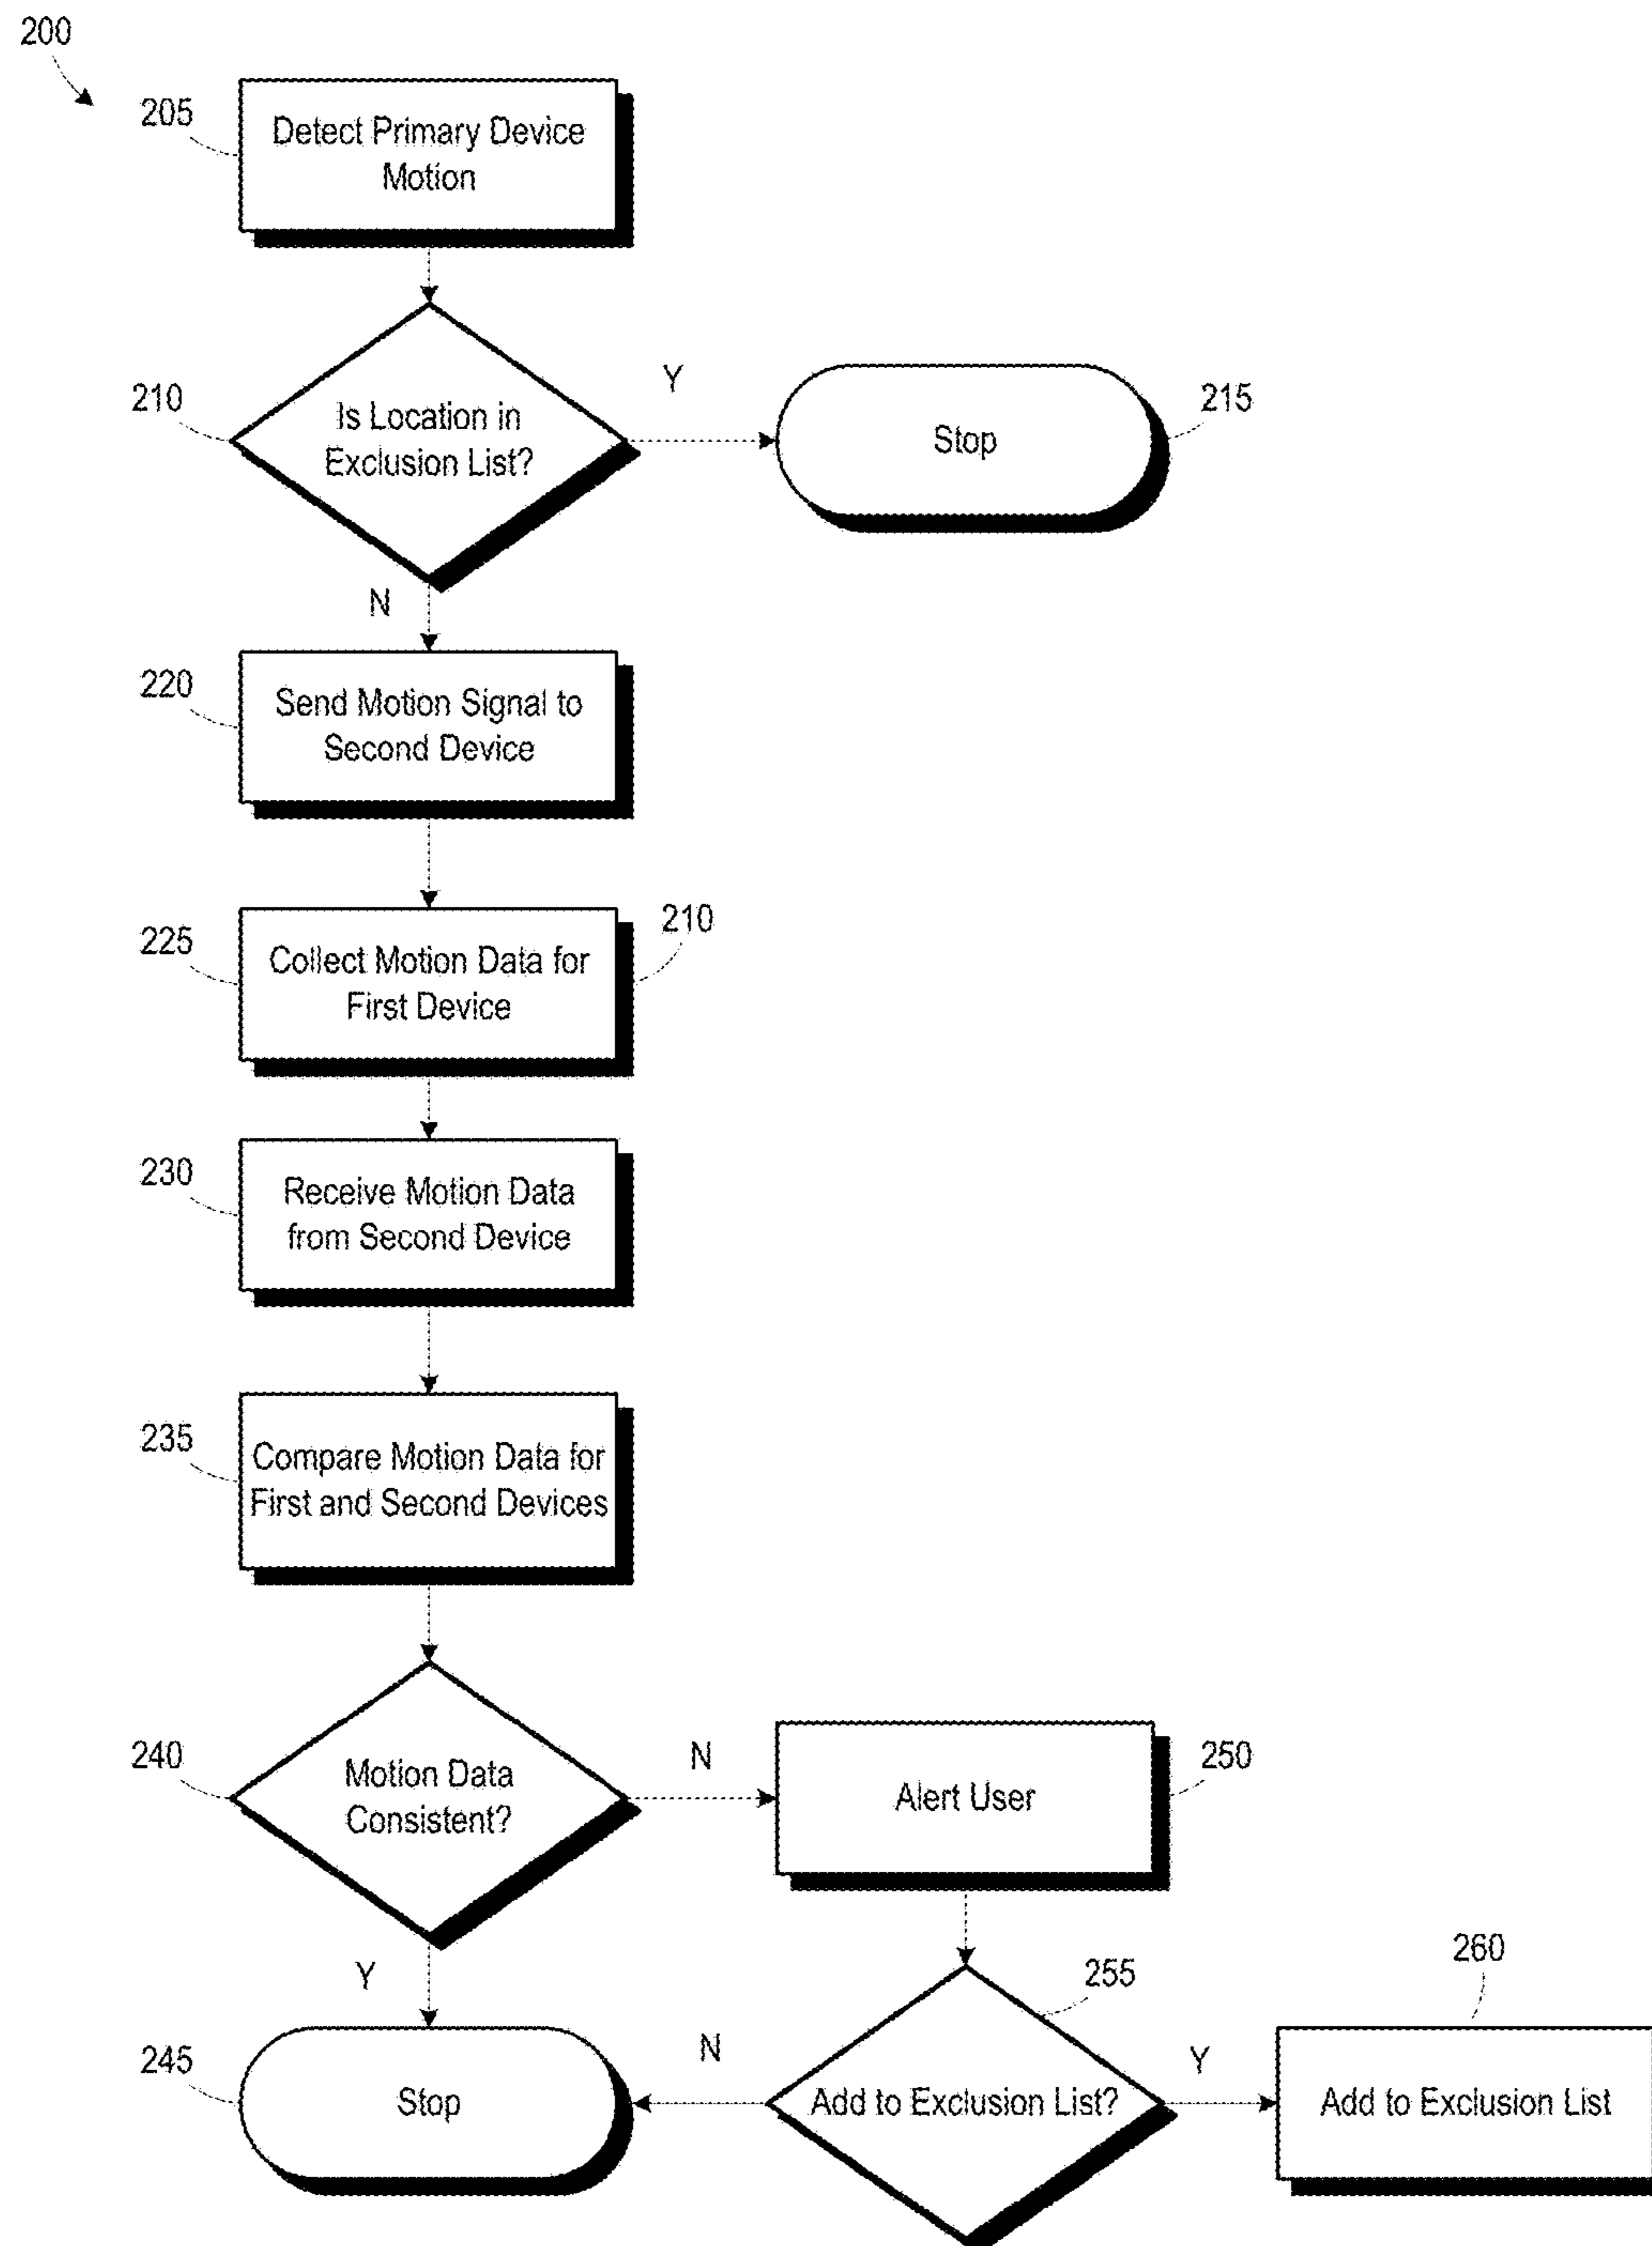 200
205
Detect Primary Device
Motion
210
Is Location in
Exclusion List?
Y
Stop
215
N
220
Send Motion Signal to
Second Device
225
Collect Motion Data for
First Device
210
230
Receive Motion Data
from Second Device
235
Compare Motion Data for
First and Second Devices
240
Motion Data
Consistent?
N
Alert User
250
Y
245
Stop
N
255
Add to Exclusion List?
Y
260
Add to Exclusion List